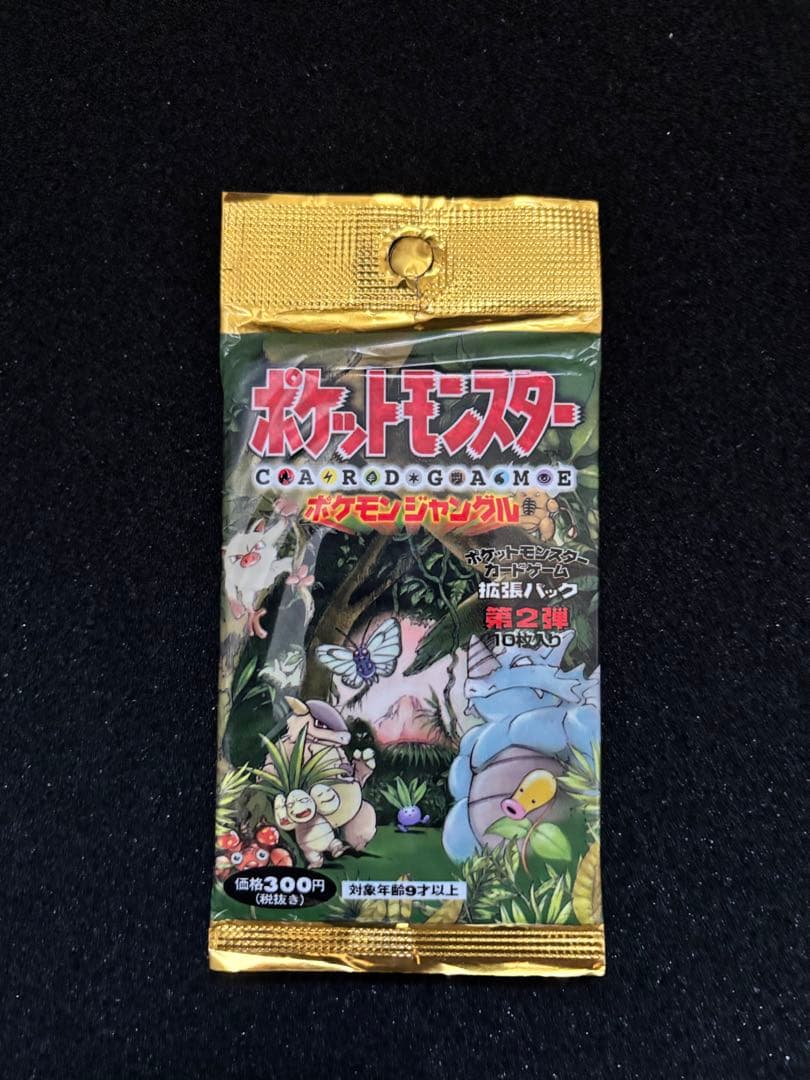 ポケットモンスター
CARDGAME
ポケモンジャングル
ポケットモンスター
カードゲーム
拡張パック
第2弾
10枚入り
価格300円
(税抜き)
対象年齢9才以上